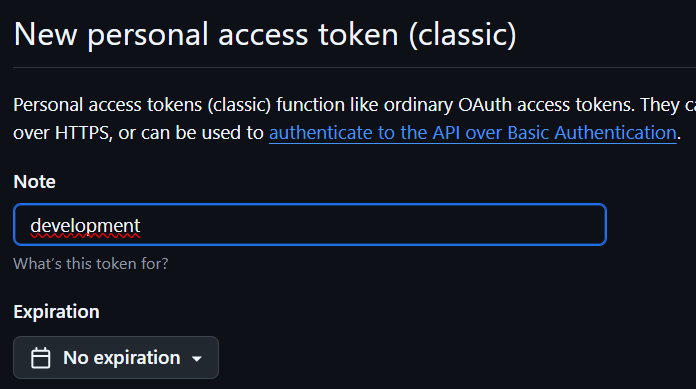 New personal access token (classic)
Personal access tokens (classic) function like ordinary OAuth access tokens. They
over HTTPS, or can be used to authenticate to the API over Basic Authentication.
Note
development
What's this token for?
Expiration
No expiration